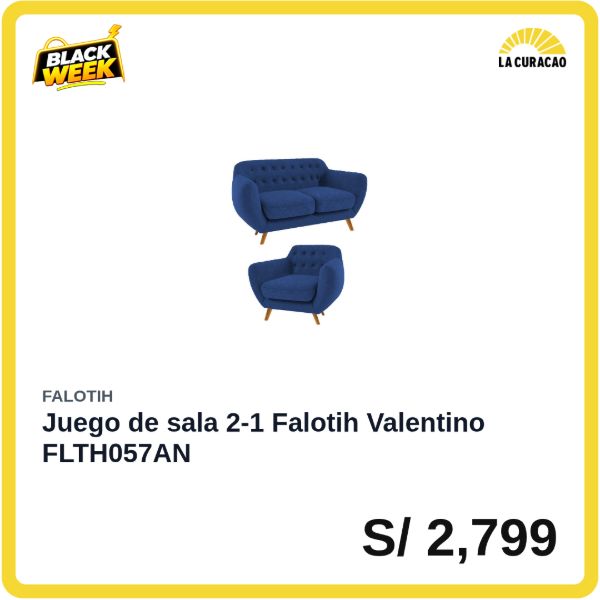 BLACK
WEEK
LA CURACAO
FALOTIH
Juego de sala 2-1 Falotih Valentino
FLTH057AN
S/ 2,799